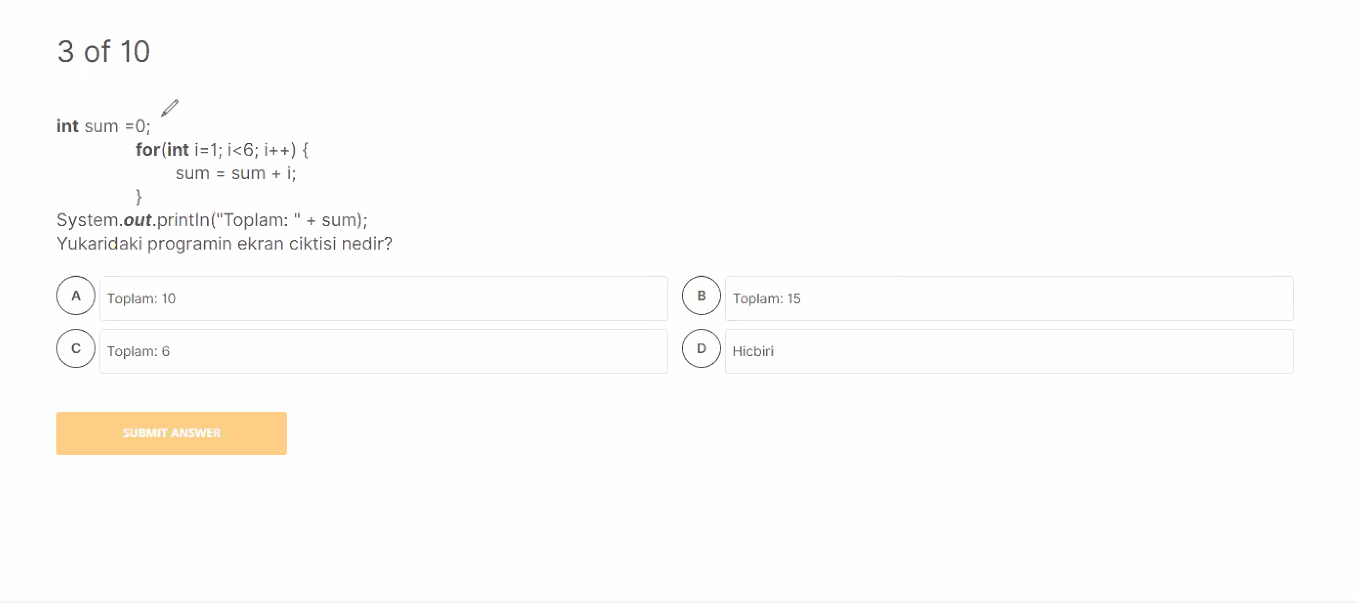 3 of 10
int sum =0;
for(int i=1; i<6; i++) {
sum = sum + i;
}
System.out.println("Toplam: " + sum);
Yukaridaki programin ekran ciktisi nedir?
A Toplam: 10
B Toplam: 15
C Toplam: 6
D Hicbiri
SUBMIT ANSWER